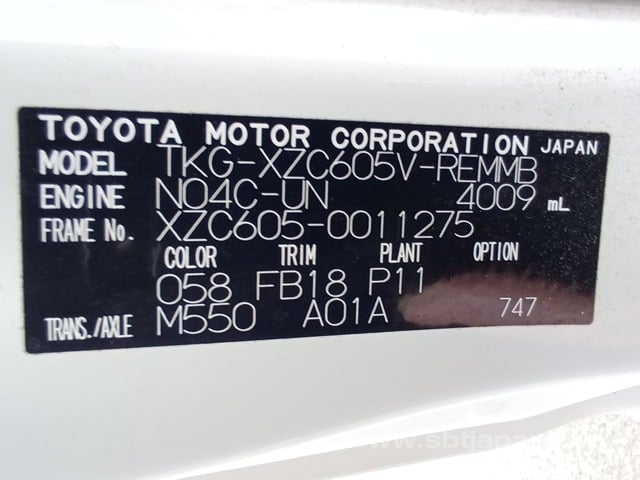 TOYOTA MOTOR CORPORATION JAPAN
MODEL TKG-XZC605V-REMMB
ENGINE N04C-UN 4009 mL
FRAME No. XZC605-0011275
COLOR TRIM PLANT OPTION
058 FB18 P11
TRANS./AXLE M550 A01A 747